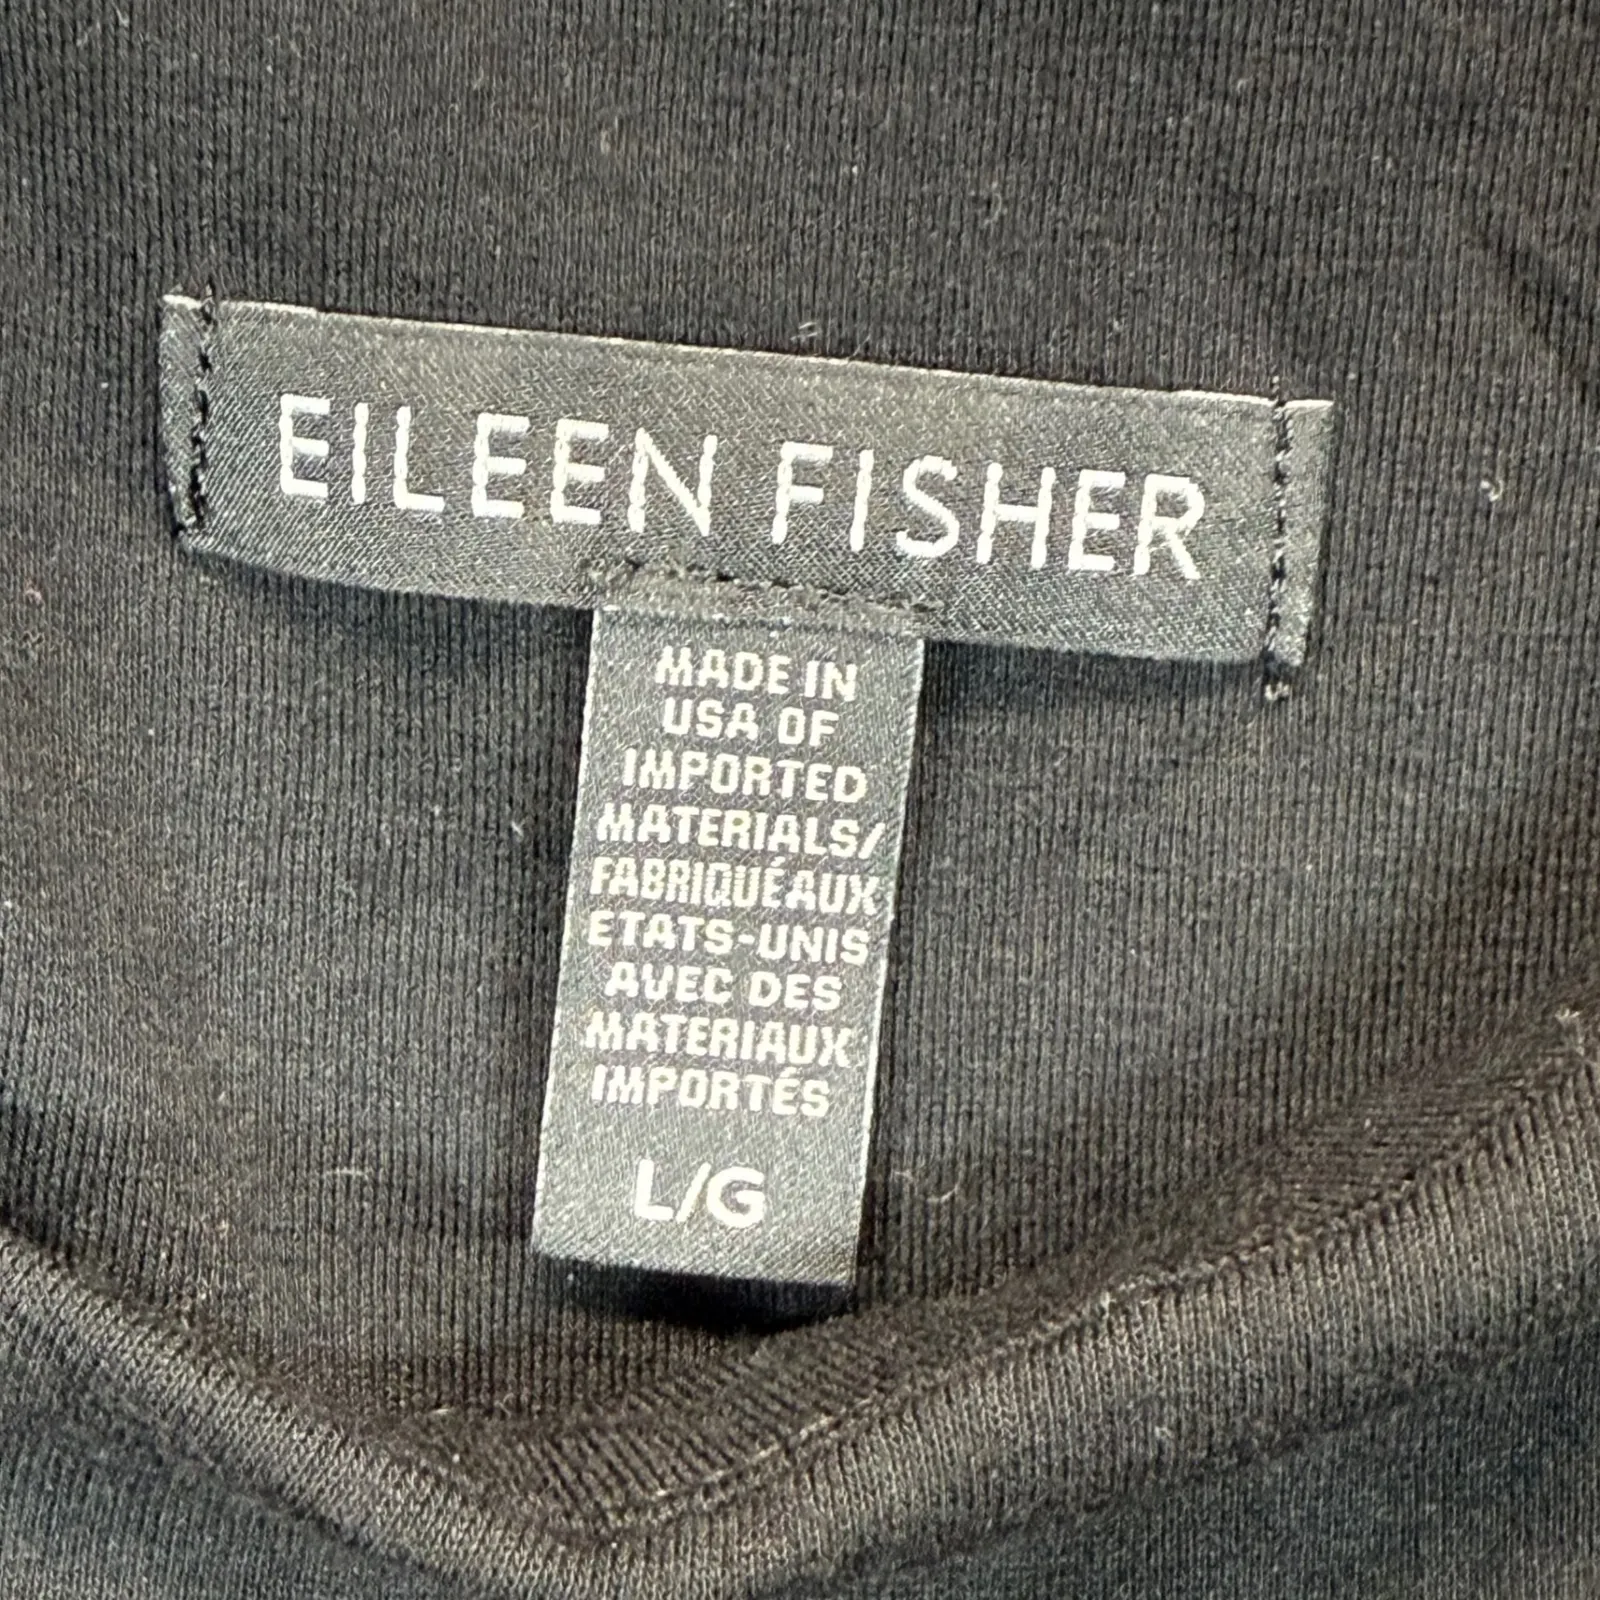 EILEEN FISHER
MADE IN
USA OF
IMPORTED
MATERIALS/
FABRIQUÉ AUX
ETATS-UNIS
AVEC DES
MATERIAUX
IMPORTÉS
L/G